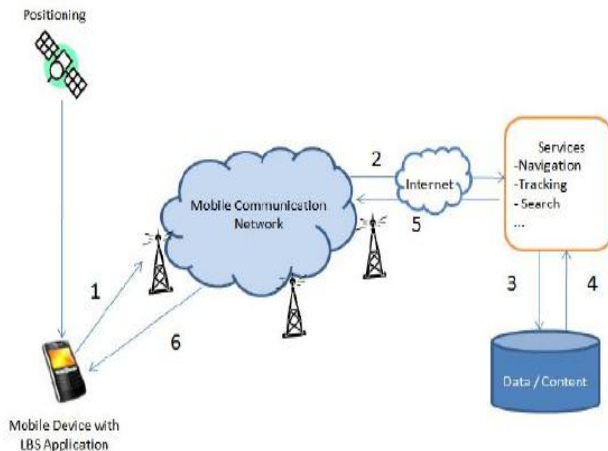 Positioning
Mobile Communication
Network
2
Internet
5
Services
-Navigation
-Tracking
- Search
...
1
6
3
4
Data / Content
Mobile Device with
LBS Application